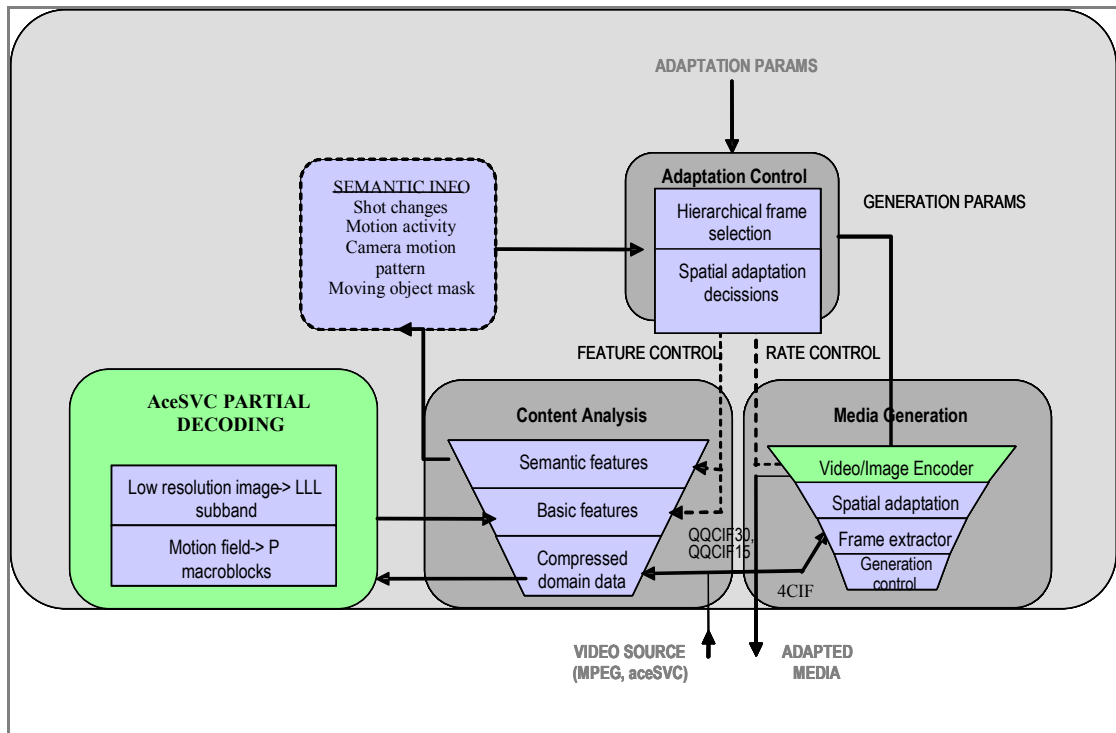 ADAPTATION PARAMS
Adaptation Control
Hierarchical frame
selection
Spatial adaptation
decissions
GENERATION PARAMS
SEMANTIC INFO
Shot changes
Motion activity
Camera motion
pattern
Moving object mask
FEATURE CONTROL
RATE CONTROL
AceSVC PARTIAL
DECODING
Low resolution image-> LLL
subband
Motion field-> P
macroblocks
Content Analysis
Semantic features
Basic features
Compressed
domain data
QQCIF30,
QQCIF15
4CIF
Media Generation
Video/Image Encoder
Spatial adaptation
Frame extractor
Generation
control
VIDEO SOURCE
(MPEG, aceSVC)
ADAPTED
MEDIA